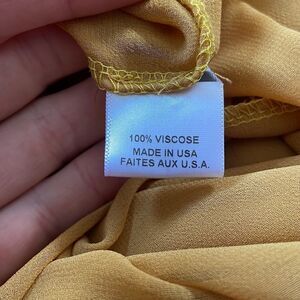 100% VISCOSE
MADE IN USA
FAITES AUX U.S.A.